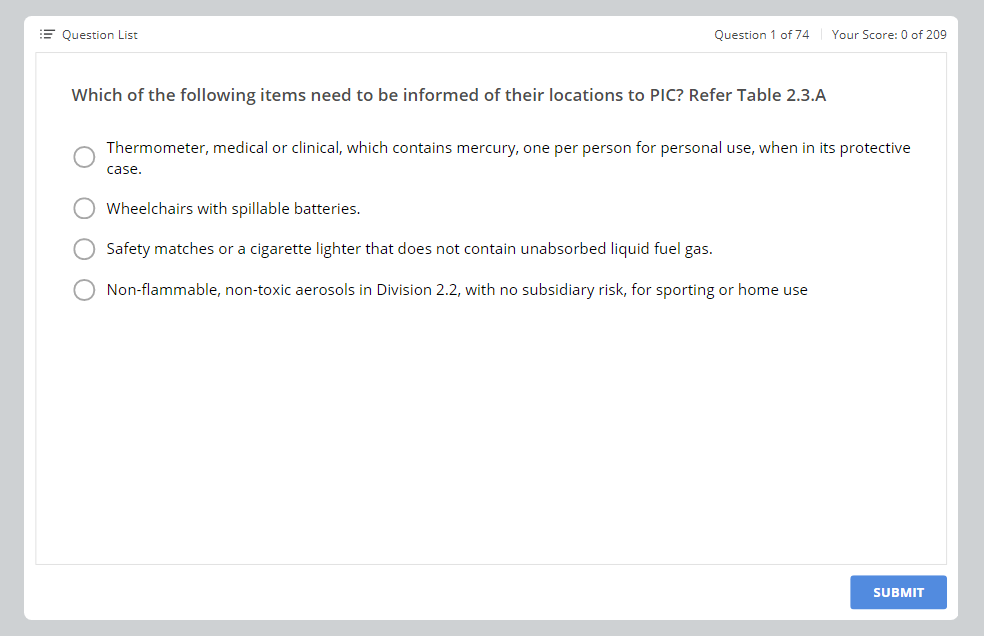 Question List
Question 1 of 74 Your Score: 0 of 209
Which of the following items need to be informed of their locations to PIC? Refer Table 2.3.A
Thermometer, medical or clinical, which contains mercury, one per person for personal use, when in its protective
case.
Wheelchairs with spillable batteries.
Safety matches or a cigarette lighter that does not contain unabsorbed liquid fuel gas.
Non-flammable, non-toxic aerosols in Division 2.2, with no subsidiary risk, for sporting or home use
SUBMIT